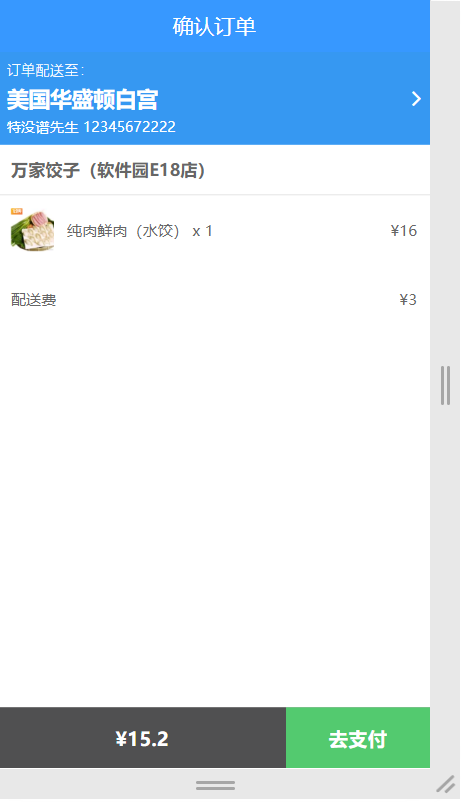 确认订单
订单配送至：
美国华盛顿白宫
特没谱先生 12345672222
万家饺子（软件园E18店）
纯肉鲜肉（水饺） x 1 ¥16
配送费 ¥3
¥15.2 去支付